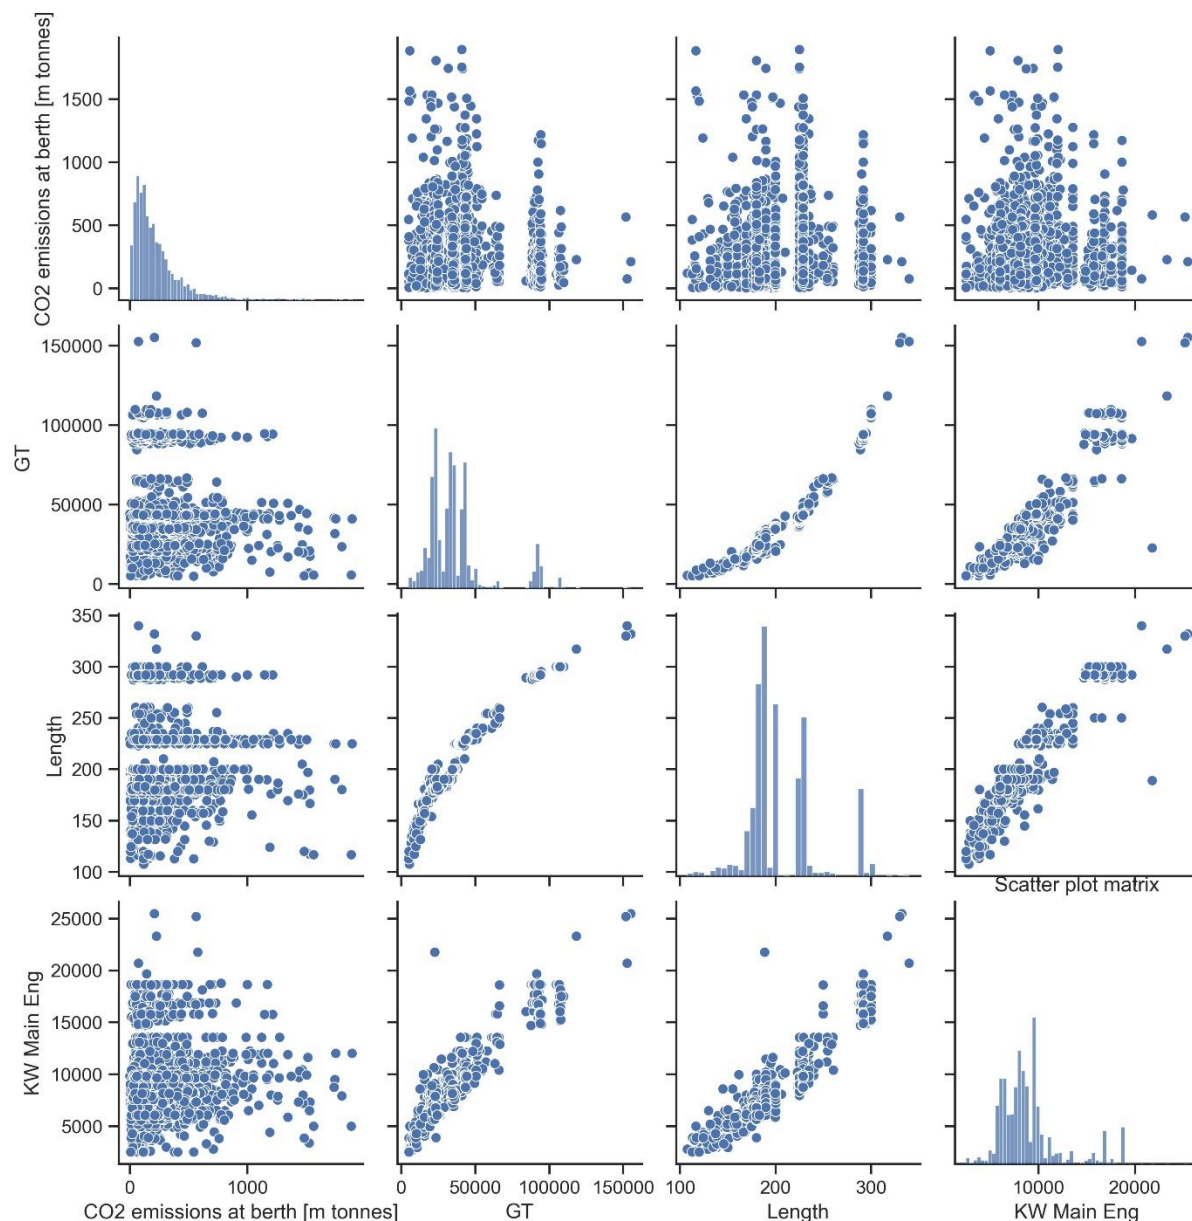 CO2 emissions at berth [m tonnes]
1500
1000
500
0
GT
150000
100000
50000
0
Length
350
300
250
200
150
100
Scatter plot matrix
KW Main Eng
25000
20000
15000
10000
5000
0 1000
0 50000 100000 150000
100 200 300
10000 20000
CO2 emissions at berth [m tonnes] GT Length KW Main Eng